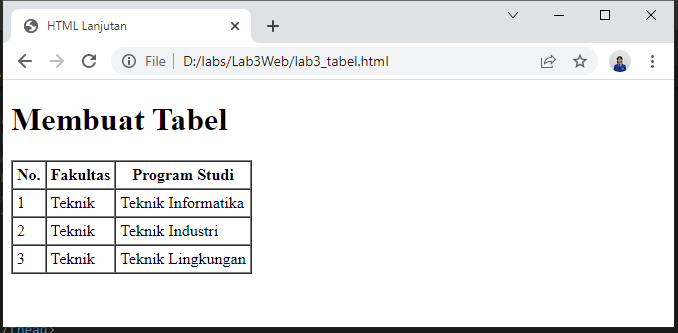 HTML Lanjutan
File D:/labs/Lab3Web/lab3_tabel.html
Membuat Tabel
No. Fakultas Program Studi
1 Teknik Teknik Informatika
2 Teknik Teknik Industri
3 Teknik Teknik Lingkungan